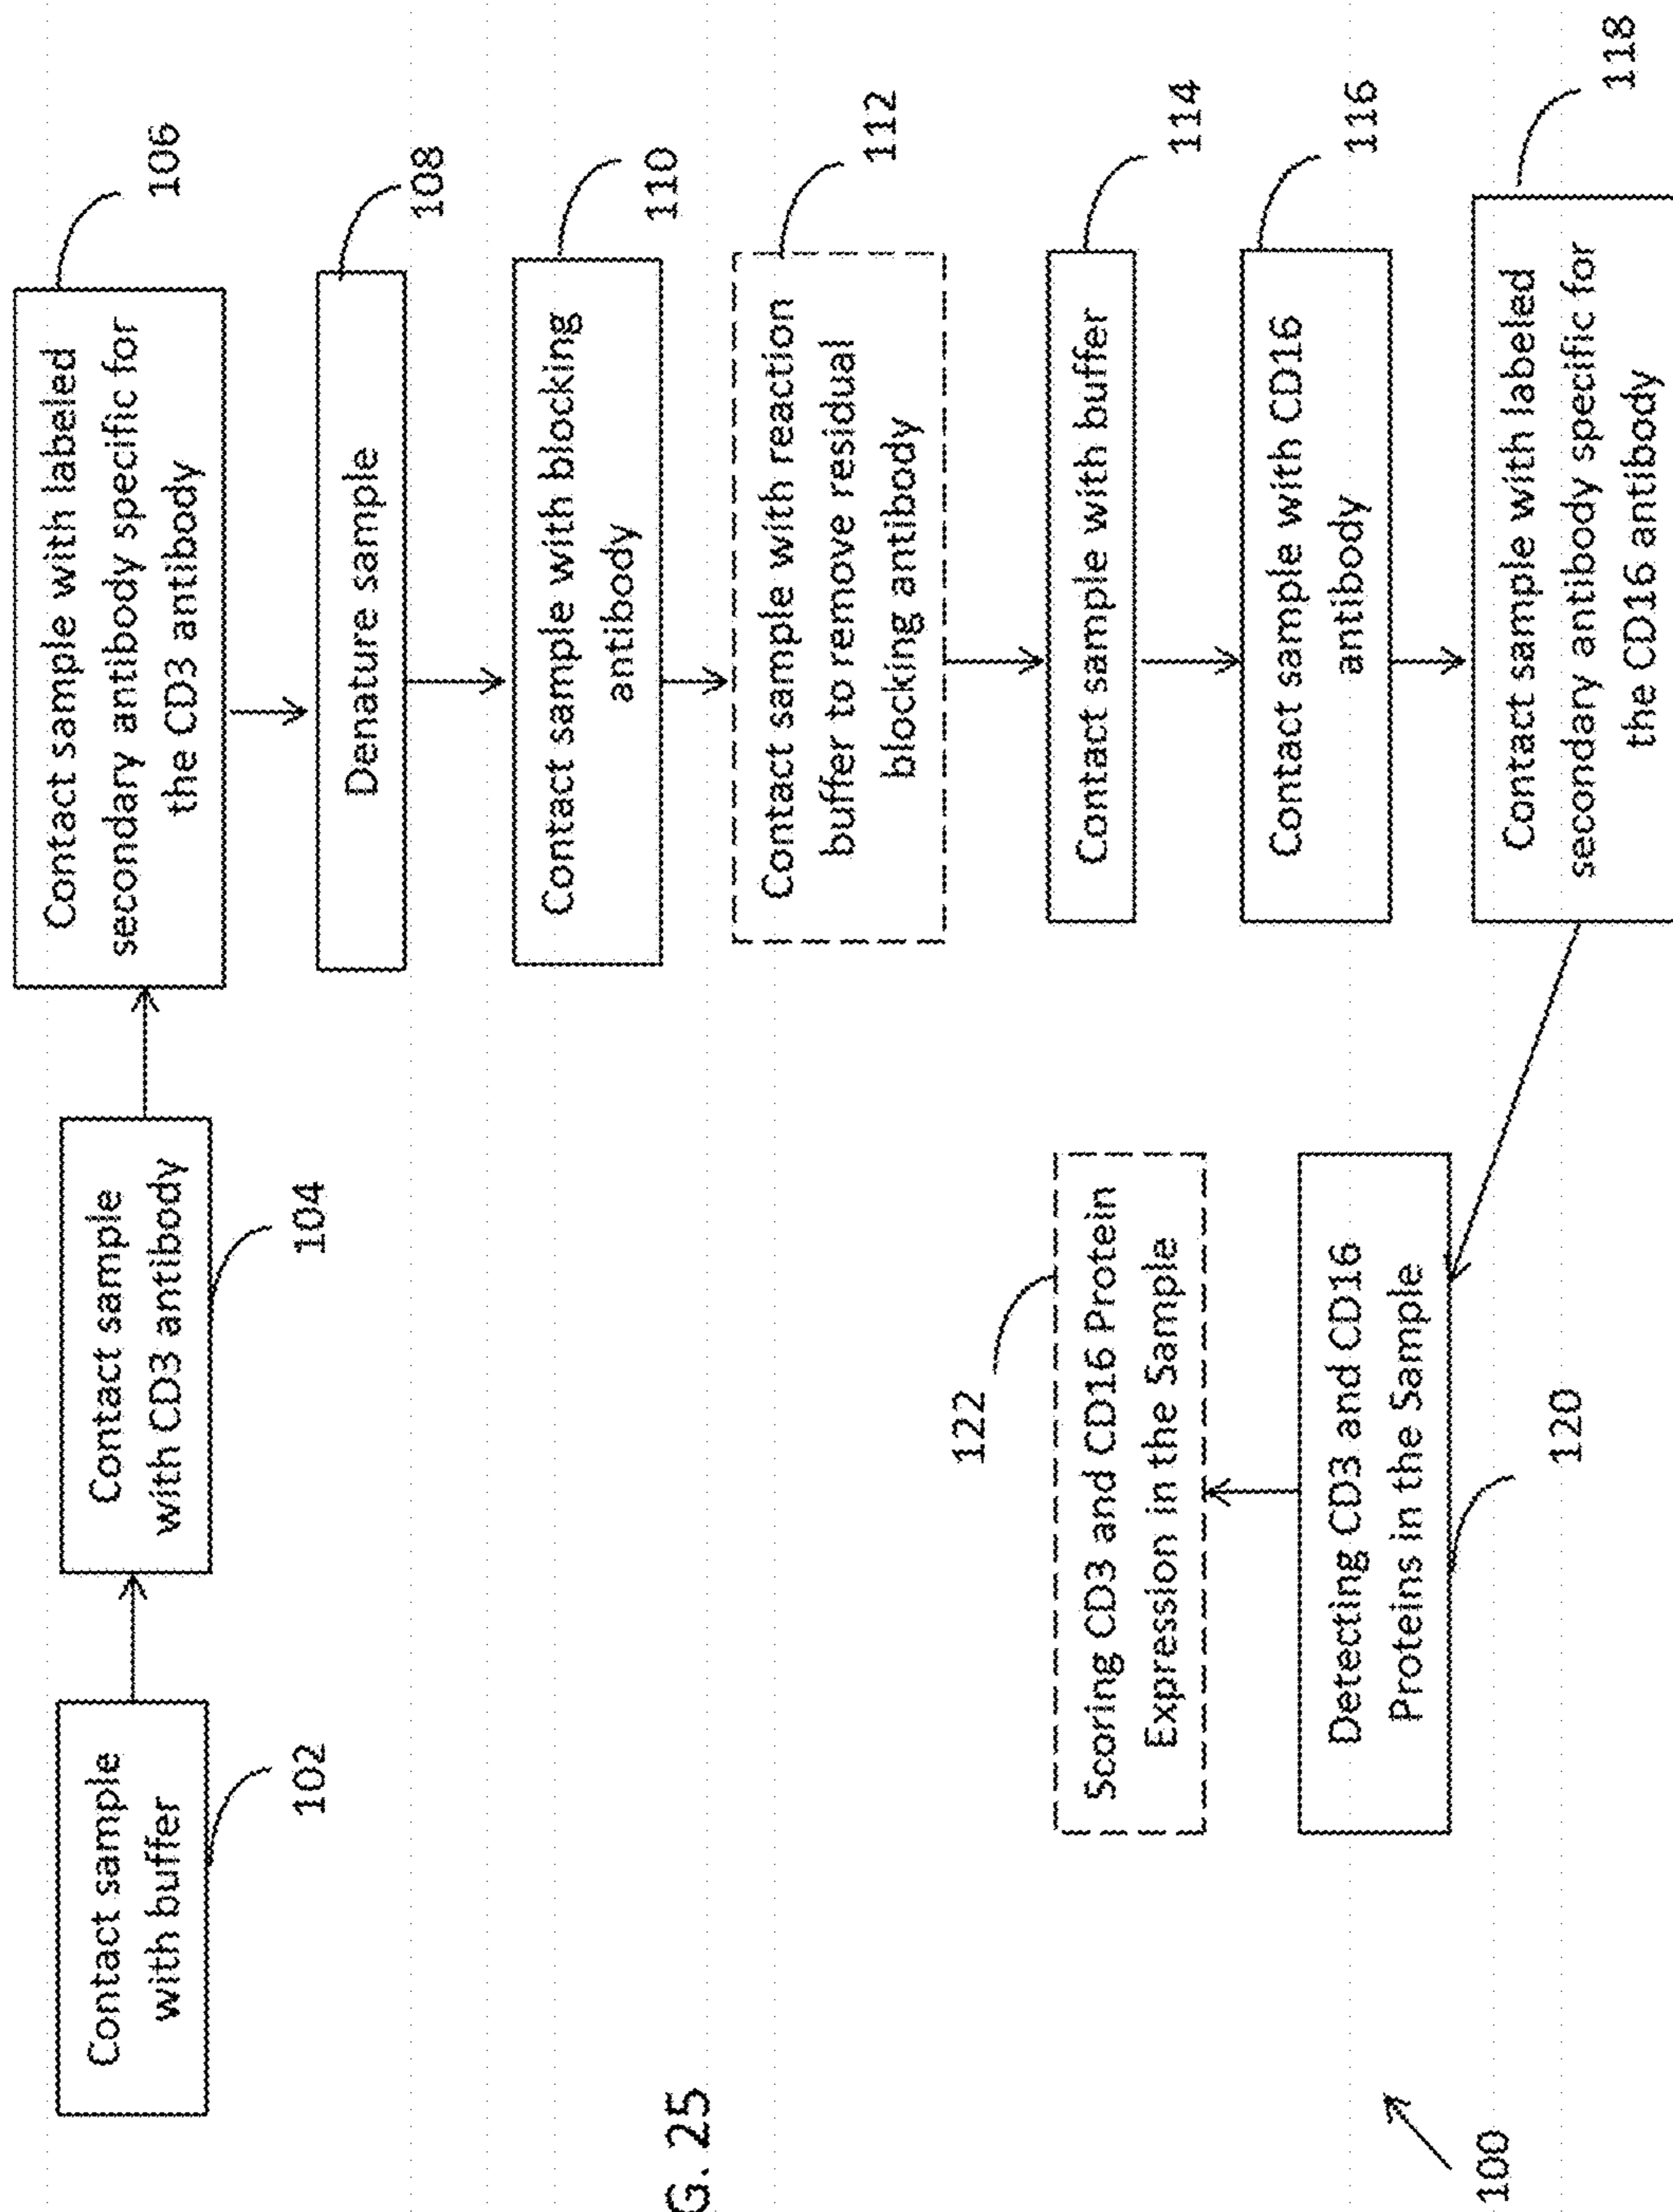 Contact sample
with buffer
102
Contact sample
with CD3 antibody
104
Contact sample with labeled
secondary antibody specific for
the CD3 antibody
106
Denature sample
108
Contact sample with blocking
antibody
110
Contact sample with reaction
buffer to remove residual
blocking antibody
112
Contact sample with buffer
114
Contact sample with CD16
antibody
116
Contact sample with labeled
secondary antibody specific for
the CD16 antibody
118
Detecting CD3 and CD16
Proteins in the Sample
120
Scoring CD3 and CD16 Protein
Expression in the Sample
122
G. 25
100